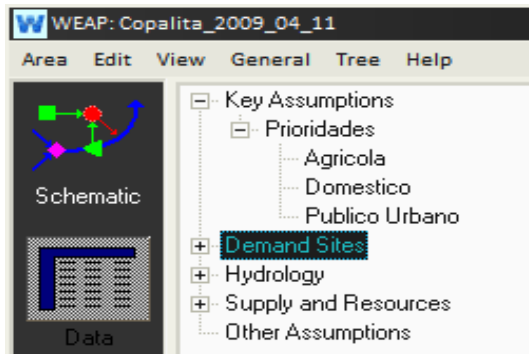 WEAP: Copalita_2009_04_11
Area Edit View General Tree Help
Key Assumptions
Prioridades
Agricola
Domestico
Publico Urbano
Demand Sites
Hydrology
Supply and Resources
Other Assumptions
Schematic
Data